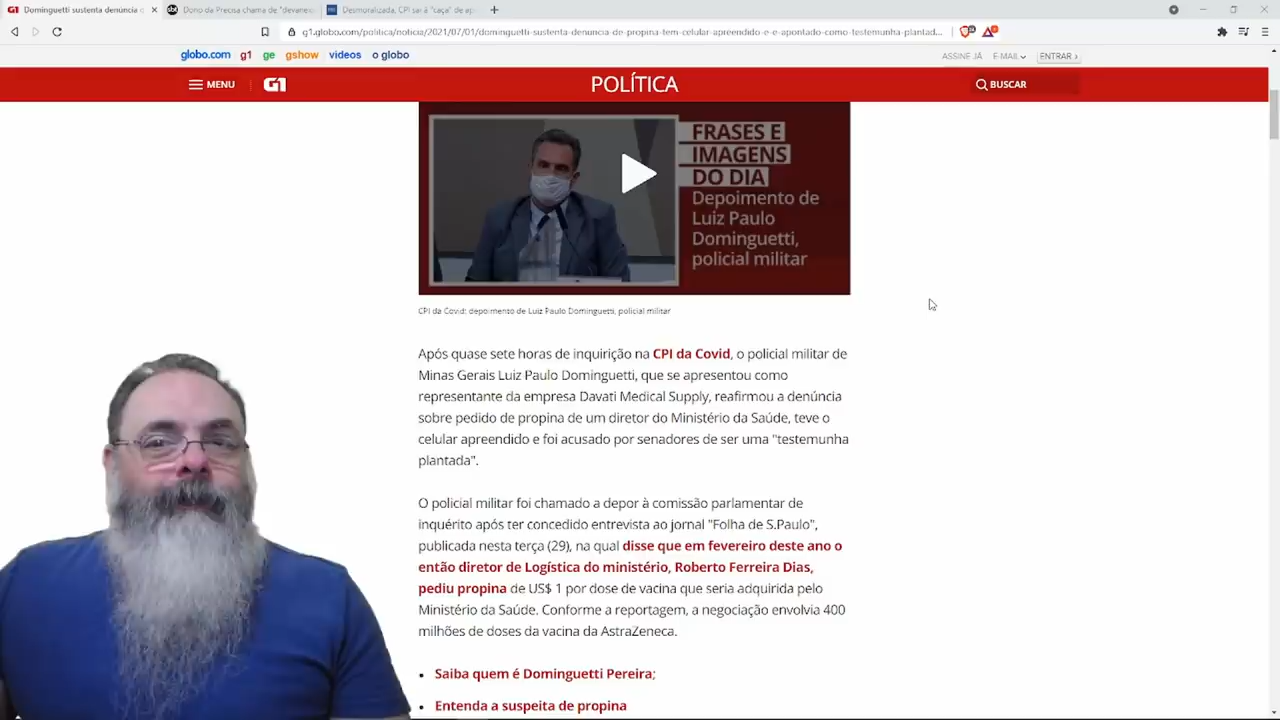 G1 Dominguetti sustenta denúncia d
sbt Dono da Precisa chama de "devanei
Desmoralizada, CPI sai à "caça" de ap
g1.globo.com/politica/noticia/2021/07/01/dominguetti-sustenta-denuncia-de-propina-tem-celular-apreendido-e-e-apontado-como-testemunha-plantad...
globo.com g1 ge gshow videos o globo
ASSINE JÁ E-MAIL ENTRAR ›
MENU G1 POLÍTICA BUSCAR
FRASES E
IMAGENS
DO DIA
Depoimento de
Luiz Paulo
Dominguetti,
policial militar
CPI da Covid: depoimento de Luiz Paulo Dominguetti, policial militar
Após quase sete horas de inquirição na CPI da Covid, o policial militar de
Minas Gerais Luiz Paulo Dominguetti, que se apresentou como
representante da empresa Davati Medical Supply, reafirmou a denúncia
sobre pedido de propina de um diretor do Ministério da Saúde, teve o
celular apreendido e foi acusado por senadores de ser uma "testemunha
plantada".
O policial militar foi chamado a depor à comissão parlamentar de
inquérito após ter concedido entrevista ao jornal "Folha de S.Paulo",
publicada nesta terça (29), na qual disse que em fevereiro deste ano o
então diretor de Logística do ministério, Roberto Ferreira Dias,
pediu propina de US$ 1 por dose de vacina que seria adquirida pelo
Ministério da Saúde. Conforme a reportagem, a negociação envolvia 400
milhões de doses da vacina da AstraZeneca.
• Saiba quem é Dominguetti Pereira;
• Entenda a suspeita de propina